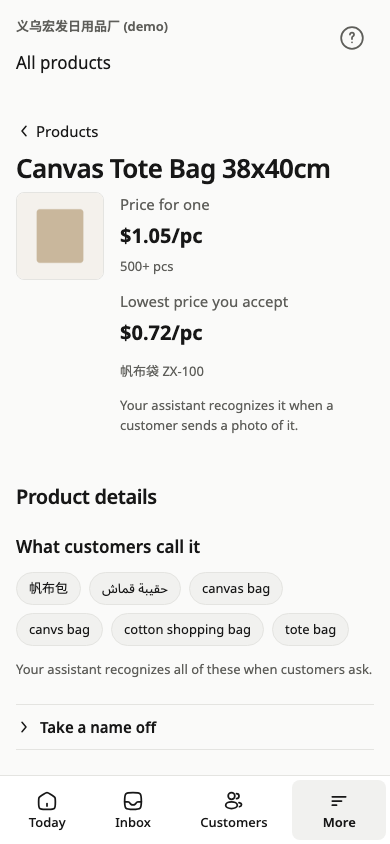 义乌宏发日用品厂 (demo)
All products
Products
Canvas Tote Bag 38x40cm
Price for one
$1.05/pc
500+ pcs
Lowest price you accept
$0.72/pc
帆布袋 ZX-100
Your assistant recognizes it when a
customer sends a photo of it.
Product details
What customers call it
帆布包 حقيبة قماش canvas bag
canvs bag cotton shopping bag tote bag
Your assistant recognizes all of these when customers ask.
Take a name off
Today Inbox Customers More